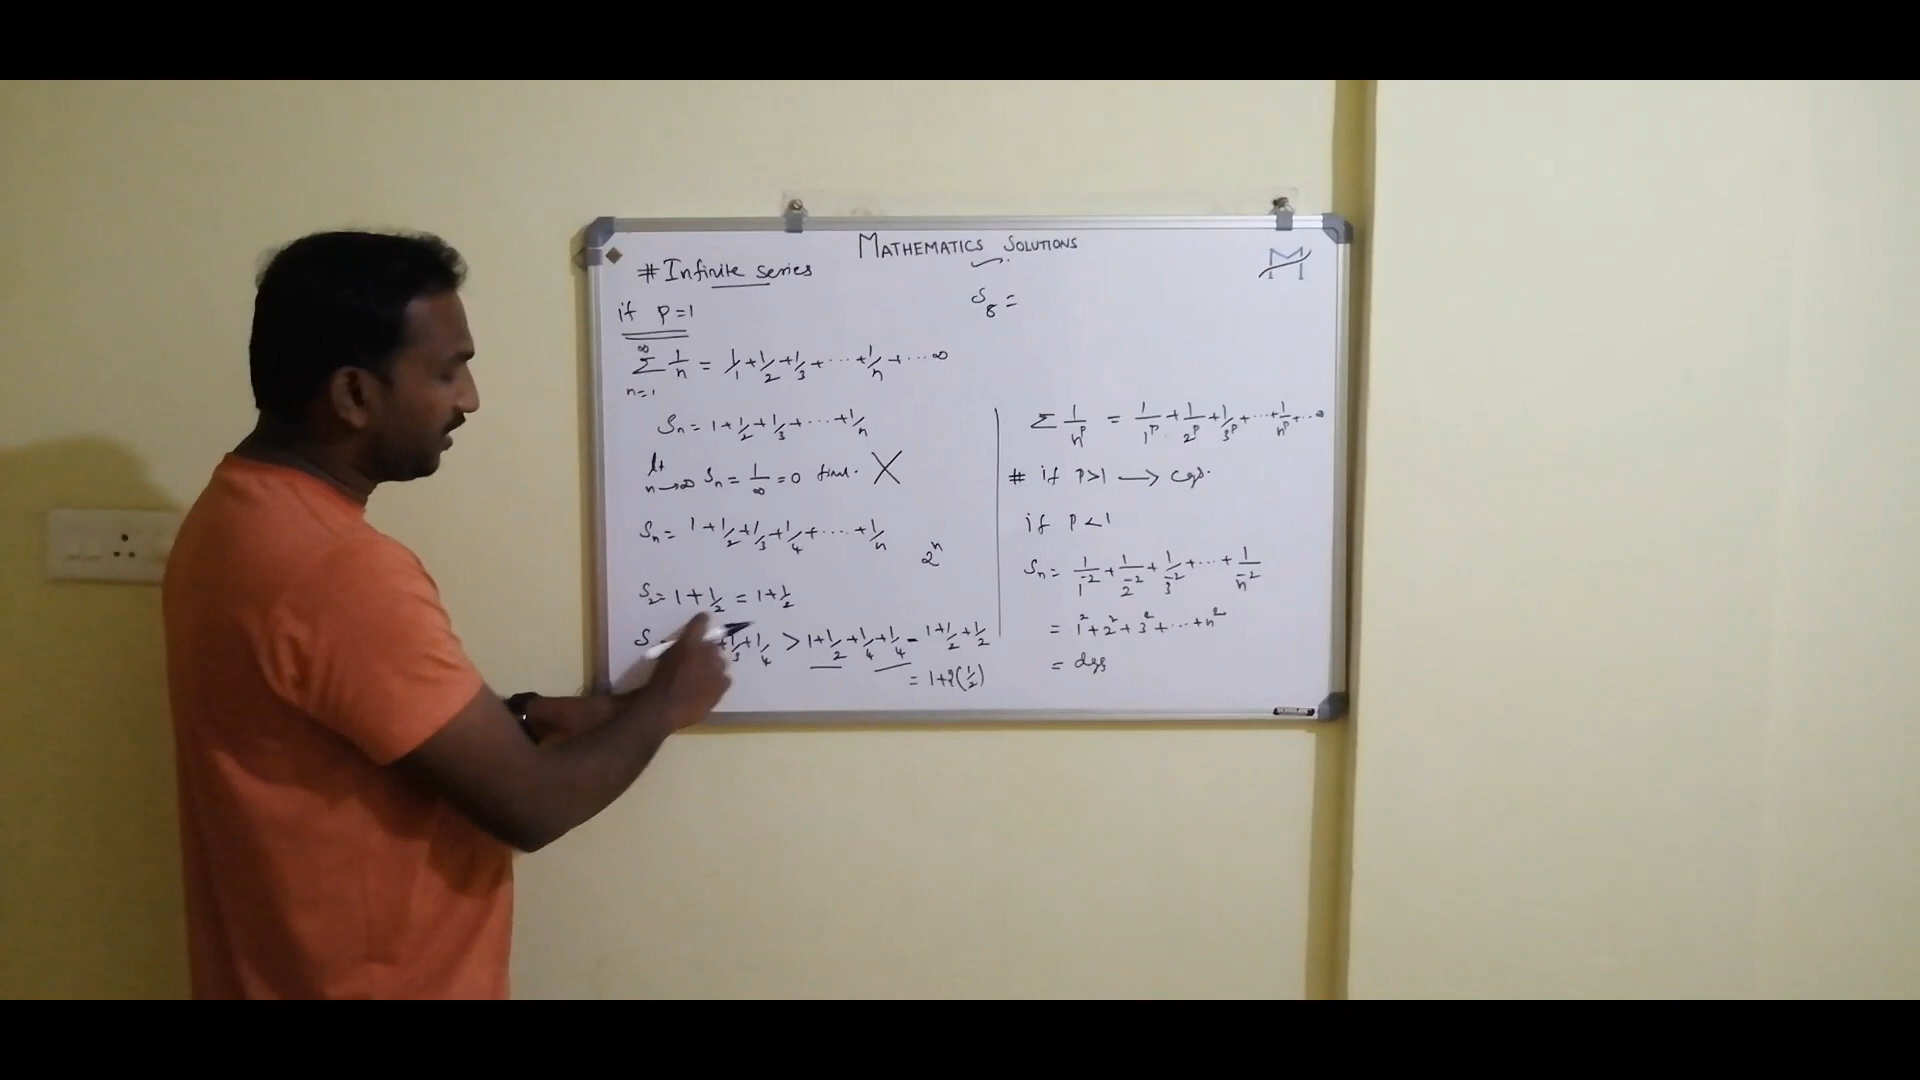 MATHEMATICS SOLUTIONS
M
# Infinite series
if p=1
∞ Σ n=1 1/n = 1/1 + 1/2 + 1/3 + ... + 1/n + ... ∞
Sn = 1 + 1/2 + 1/3 + ... + 1/n
lt n→∞ Sn = 1/∞ = 0 X
Sn = 1 + 1/2 + 1/3 + 1/4 + ... + 1/n
2^n
S2 = 1 + 1/2 = 1 + 1/2
S + 1/3 + 1/4 > 1 + 1/2 + 1/4 + 1/4 = 1 + 1/2 + 1/2
= 1 + 2(1/2)
S8 =
Σ 1/n^p = 1/1^p + 1/2^p + 1/3^p + ... + 1/n^p + ... ∞
# if P>1 → cgs.
if P<1
Sn = 1/1^-2 + 1/2^-2 + 1/3^-2 + ... + 1/n^-2
= 1^2 + 2^2 + 3^2 + ... + n^2
= dgs